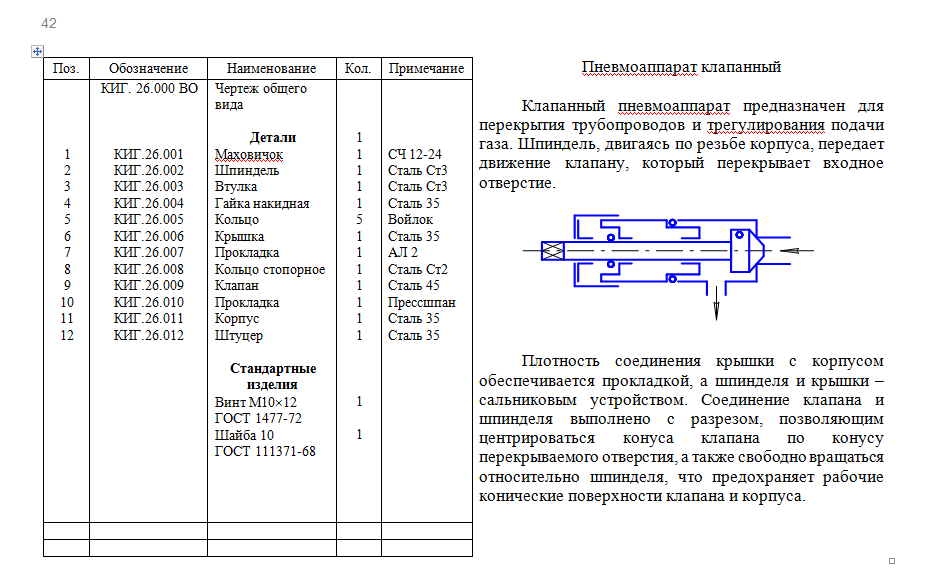 42
Поз. Обозначение Наименование Кол. Примечание
КИГ. 26.000 ВО Чертеж общего
вида
Детали 1
1 КИГ.26.001 Маховичок 1 СЧ 12-24
2 КИГ.26.002 Шпиндель 1 Сталь Ст3
3 КИГ.26.003 Втулка 1 Сталь Ст3
4 КИГ.26.004 Гайка накидная 1 Сталь 35
5 КИГ.26.005 Кольцо 5 Войлок
6 КИГ.26.006 Крышка 1 Сталь 35
7 КИГ.26.007 Прокладка 1 АЛ 2
8 КИГ.26.008 Кольцо стопорное 1 Сталь Ст2
9 КИГ.26.009 Клапан 1 Сталь 45
10 КИГ.26.010 Прокладка 1 Прессшпан
11 КИГ.26.011 Корпус 1 Сталь 35
12 КИГ.26.012 Штуцер 1 Сталь 35
Стандартные
изделия
Винт М10×12 1
ГОСТ 1477-72
Шайба 10 1
ГОСТ 111371-68
Пневмоаппарат клапанный
Клапанный пневмоаппарат предназначен для
перекрытия трубопроводов и трегулирования подачи
газа. Шпиндель, двигаясь по резьбе корпуса, передает
движение клапану, который перекрывает входное
отверстие.
Плотность соединения крышки с корпусом
обеспечивается прокладкой, а шпинделя и крышки –
сальниковым устройством. Соединение клапана и
шпинделя выполнено с разрезом, позволяющим
центрироваться конуса клапана по конусу
перекрываемого отверстия, а также свободно вращаться
относительно шпинделя, что предохраняет рабочие
конические поверхности клапана и корпуса.